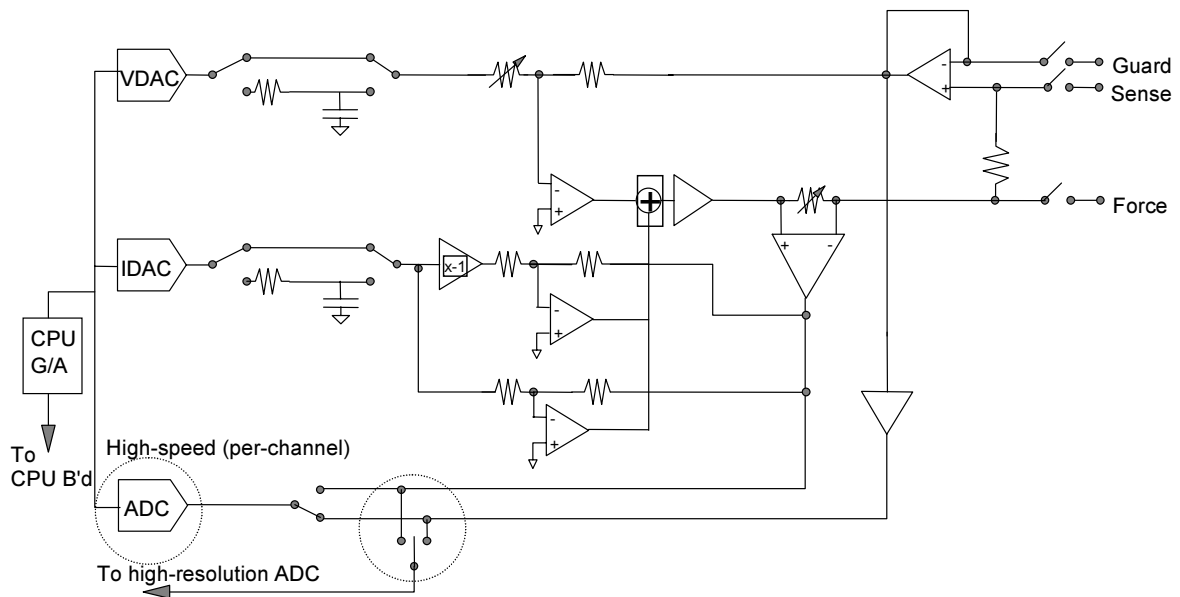 VDAC
-
+
Guard
Sense
-
+
+
Force
IDAC
x-1
+
-
-
+
CPU
G/A
-
+
To
CPU B'd
High-speed (per-channel)
ADC
To high-resolution ADC